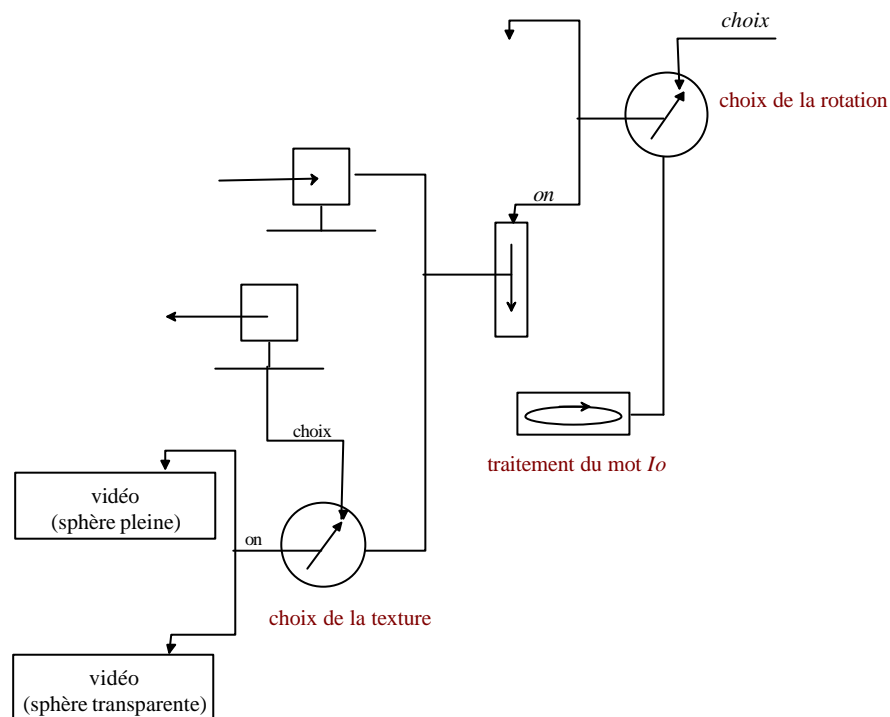 choix
choix de la rotation
on
traitement du mot Io
choix
vidéo
(sphère pleine)
on
choix de la texture
vidéo
(sphère transparente)